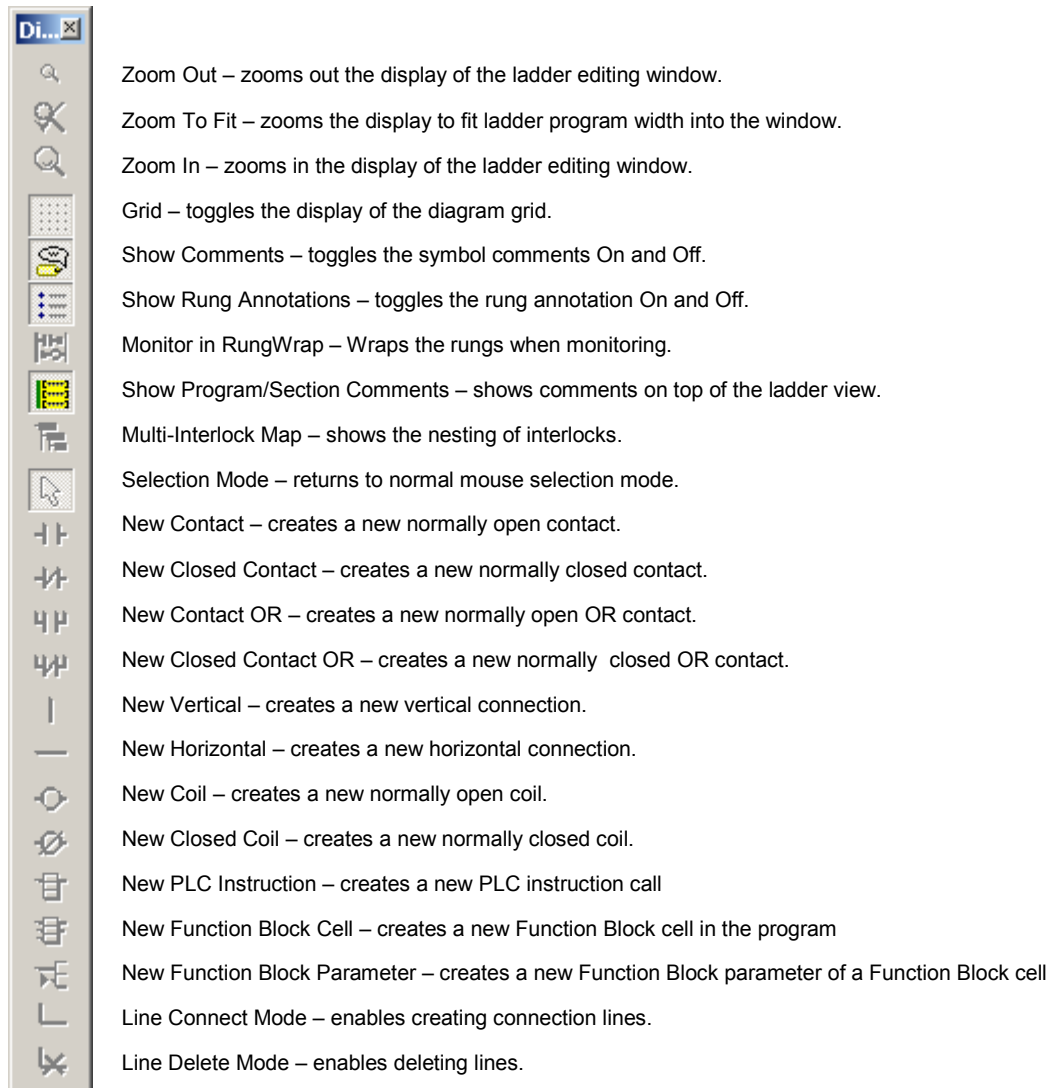 Di...
Zoom Out – zooms out the display of the ladder editing window.
Zoom To Fit – zooms the display to fit ladder program width into the window.
Zoom In – zooms in the display of the ladder editing window.
Grid – toggles the display of the diagram grid.
Show Comments – toggles the symbol comments On and Off.
Show Rung Annotations – toggles the rung annotation On and Off.
Monitor in RungWrap – Wraps the rungs when monitoring.
Show Program/Section Comments – shows comments on top of the ladder view.
Multi-Interlock Map – shows the nesting of interlocks.
Selection Mode – returns to normal mouse selection mode.
New Contact – creates a new normally open contact.
New Closed Contact – creates a new normally closed contact.
New Contact OR – creates a new normally open OR contact.
New Closed Contact OR – creates a new normally  closed OR contact.
New Vertical – creates a new vertical connection.
New Horizontal – creates a new horizontal connection.
New Coil – creates a new normally open coil.
New Closed Coil – creates a new normally closed coil.
New PLC Instruction – creates a new PLC instruction call
New Function Block Cell – creates a new Function Block cell in the program
New Function Block Parameter – creates a new Function Block parameter of a Function Block cell
Line Connect Mode – enables creating connection lines.
Line Delete Mode – enables deleting lines.